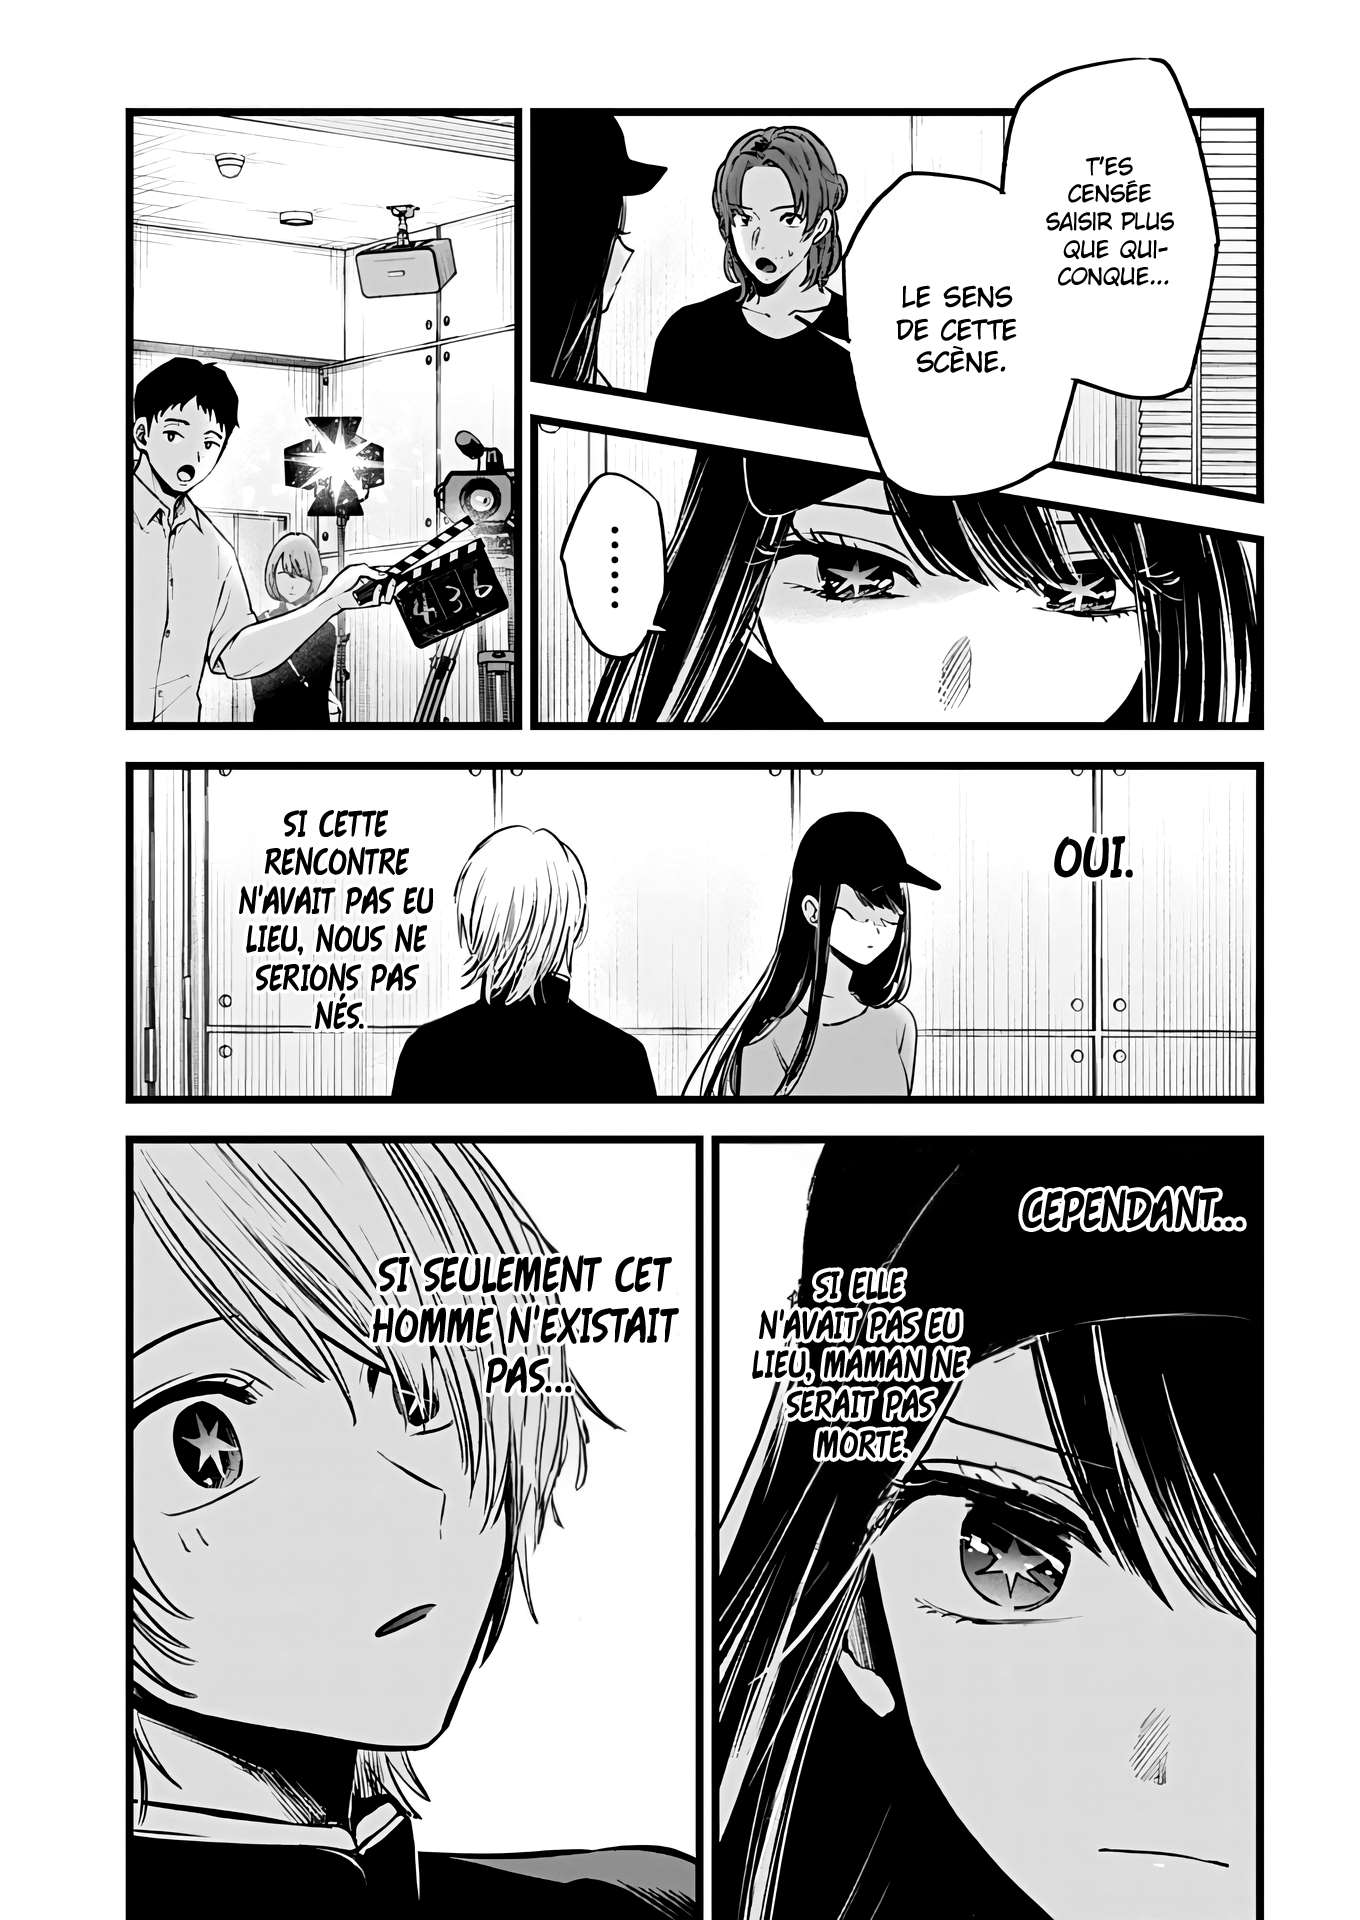 T'ES
CENSÉE
SAISIR PLUS
QUE QUI-
CONQUE...
LE SENS
DE CETTE
SCÈNE.
......
436
OUI.
SI CETTE
RENCONTRE
N'AVAIT PAS EU
LIEU, NOUS NE
SERIONS PAS
NÉS.
CEPENDANT...
SI ELLE
N'AVAIT PAS EU
LIEU, MAMAN NE
SERAIT PAS
MORTE.
SI SEULEMENT CET
HOMME N'EXISTAIT
PAS...